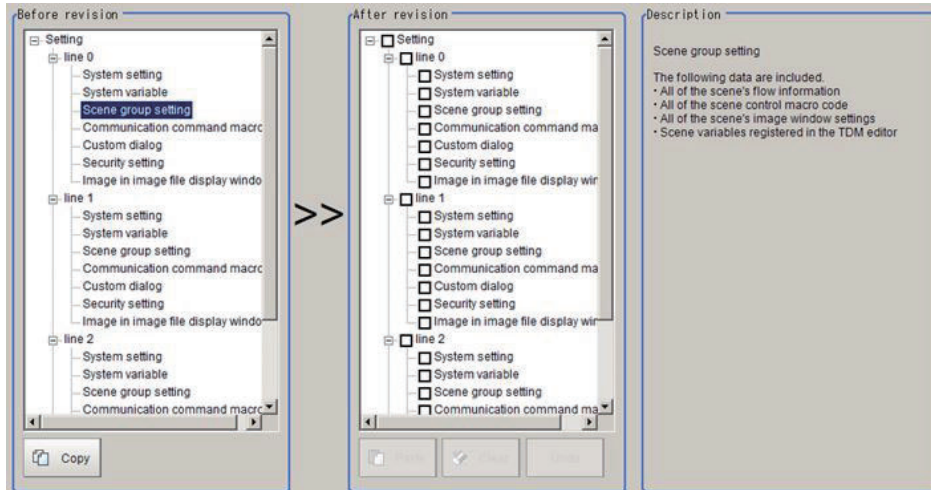 Before revision
Setting
line 0
System setting
System variable
Scene group setting
Communication command macro
Custom dialog
Security setting
Image in image file display windo
line 1
System setting
System variable
Scene group setting
Communication command macro
Custom dialog
Security setting
Image in image file display windo
line 2
System setting
System variable
Scene group setting
Communication command macro
Copy
>>
After revision
Setting
line 0
System setting
System variable
Scene group setting
Communication command ma
Custom dialog
Security setting
Image in image file display win
line 1
System setting
System variable
Scene group setting
Communication command ma
Custom dialog
Security setting
Image in image file display win
line 2
System setting
System variable
Scene group setting
Communication command ma
Description
Scene group setting
The following data are included.
・All of the scene's flow information
・All of the scene control macro code
・All of the scene's image window settings
・Scene variables registered in the TDM editor